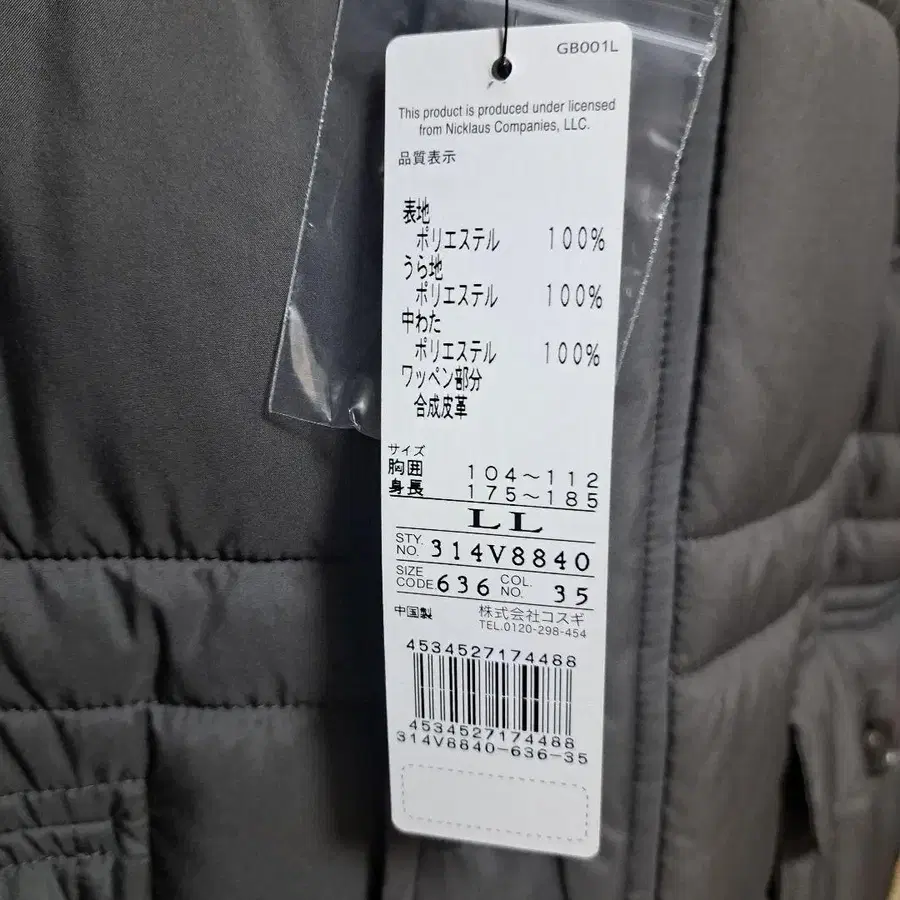 GB001L
This product is produced under licensed
from Nicklaus Companies, LLC.
品質表示
表地
ポリエステル 100%
うら地
ポリエステル 100%
中わた
ポリエステル 100%
ワッペン部分
合成皮革
サイズ
胸囲 104~112
身長 175~185
LL
STY. NO. 314V8840
SIZE CODE 636 COL. NO. 35
中国製 株式会社コスギ
TEL.0120-298-454
4534527174488
4534527174488
314V8840-636-35